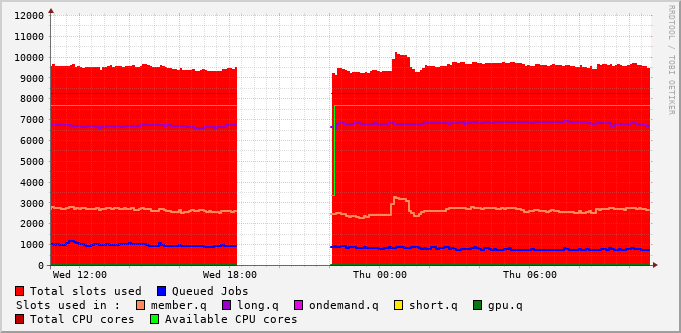 12000
11000
10000
9000
8000
7000
6000
5000
4000
3000
2000
1000
0
Wed 12:00 Wed 18:00 Thu 00:00 Thu 06:00
RRDTOOL / TOBI OETIKER
Total slots used Queued Jobs
Slots used in : member.q long.q ondemand.q short.q gpu.q
Total CPU cores Available CPU cores